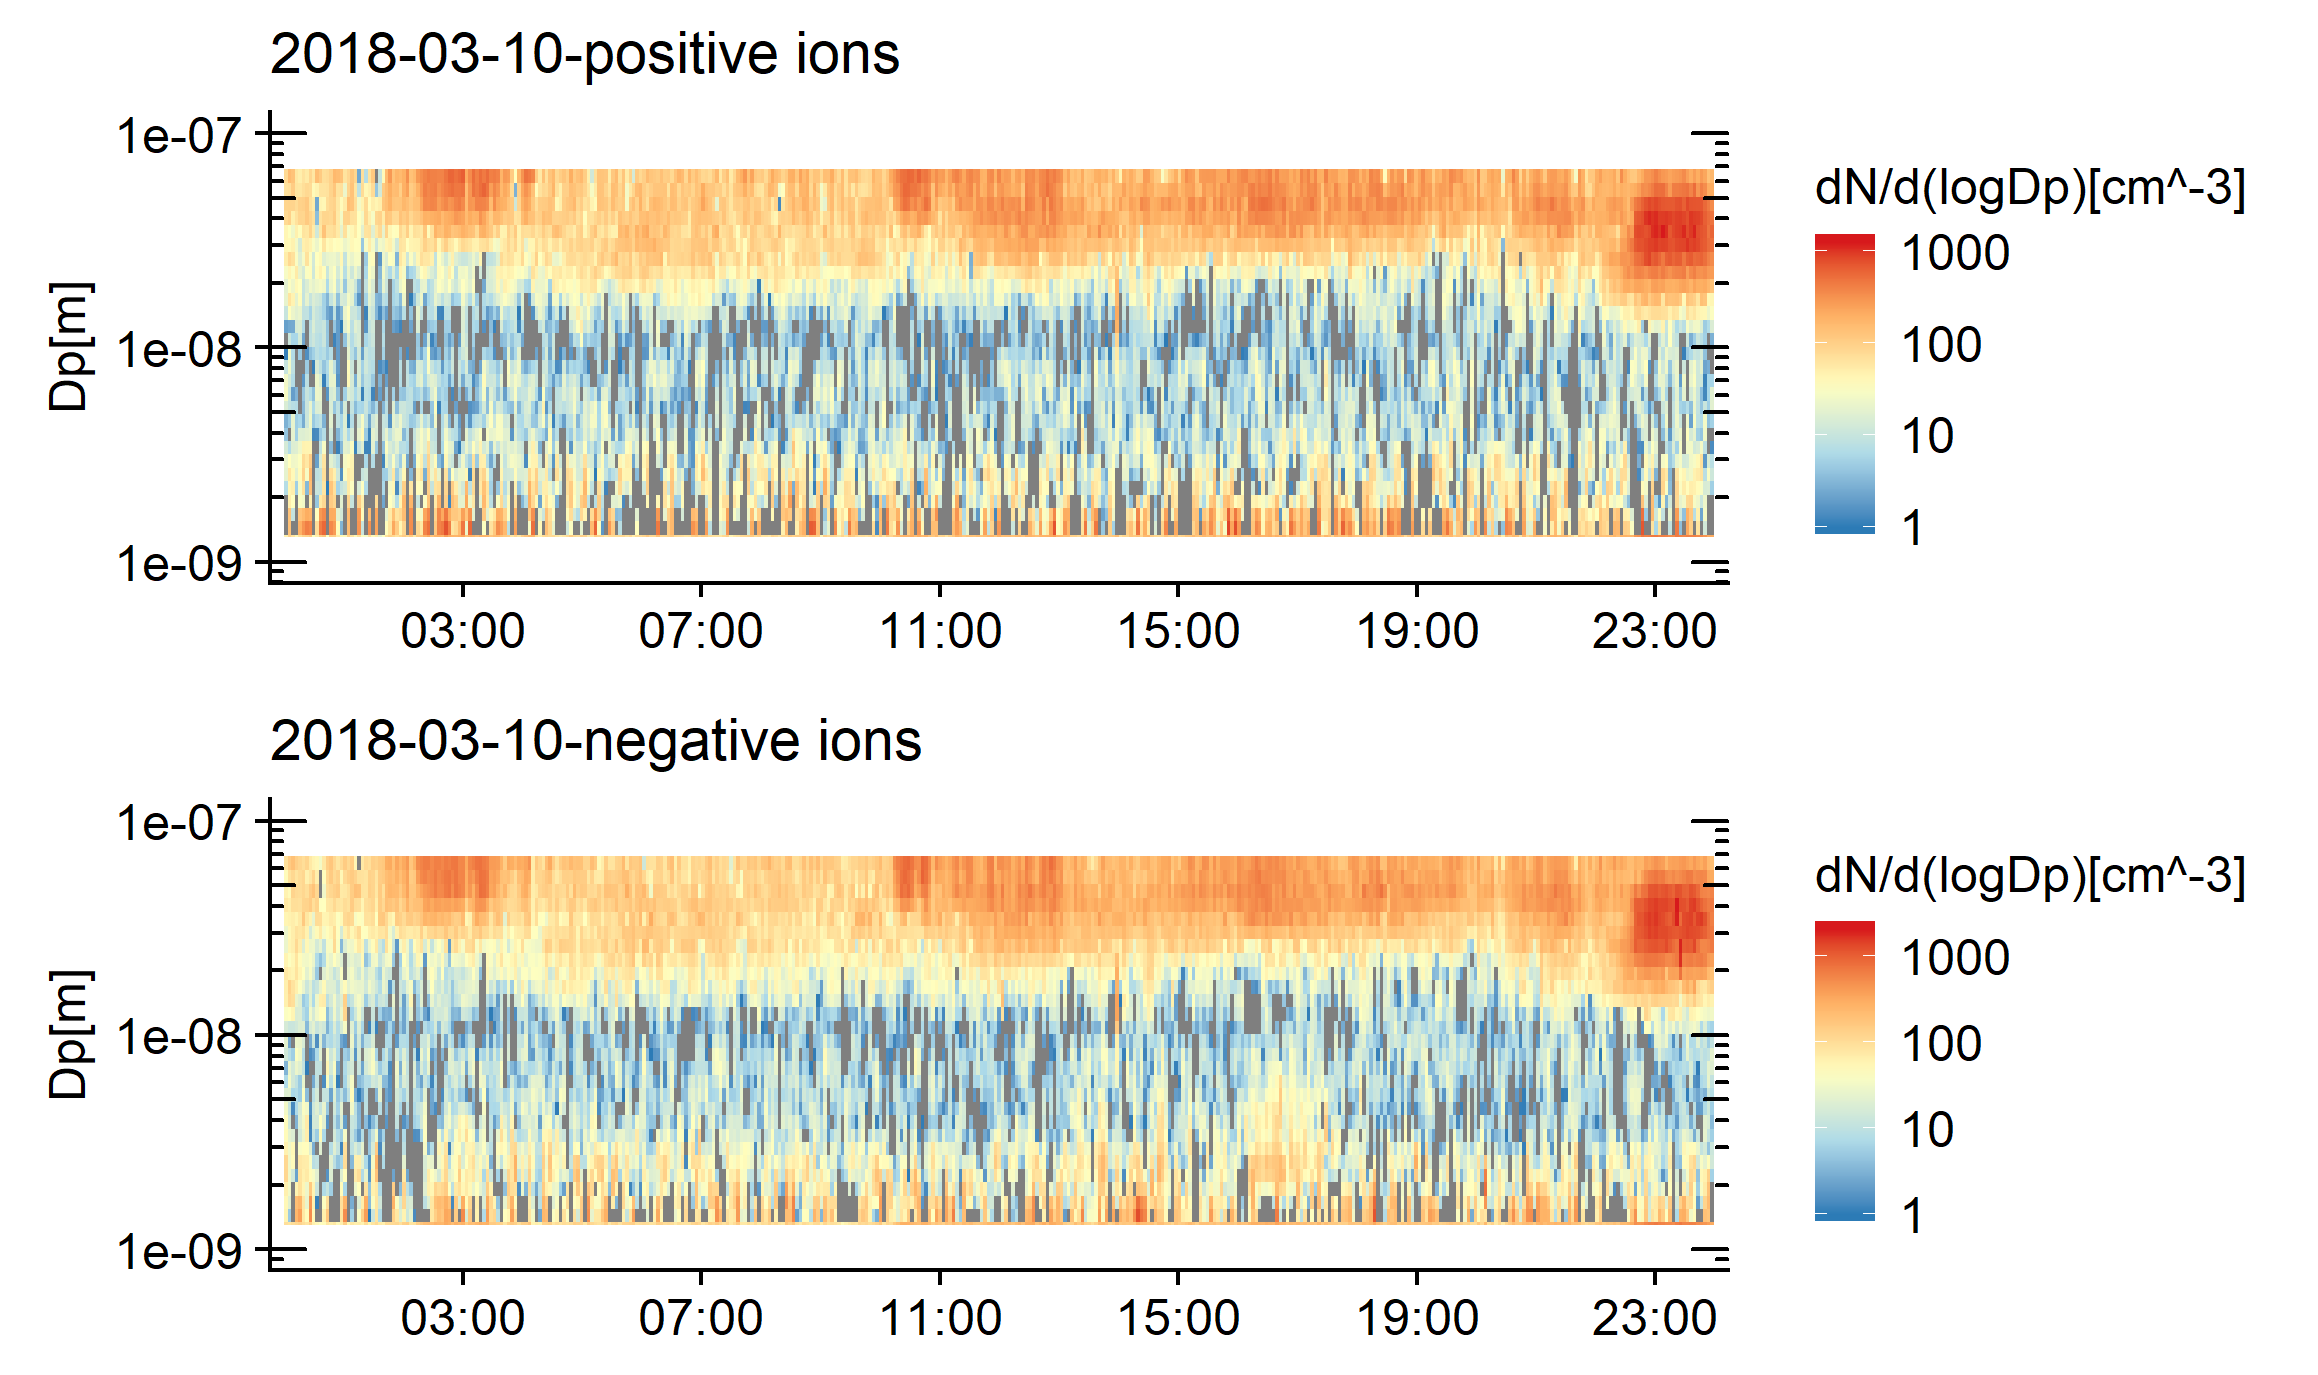 2018-03-10-positive ions
1e-07
1e-08
1e-09
Dp[m]
03:00 07:00 11:00 15:00 19:00 23:00
dN/d(logDp)[cm^-3]
1000
100
10
1
2018-03-10-negative ions
1e-07
1e-08
1e-09
Dp[m]
03:00 07:00 11:00 15:00 19:00 23:00
dN/d(logDp)[cm^-3]
1000
100
10
1